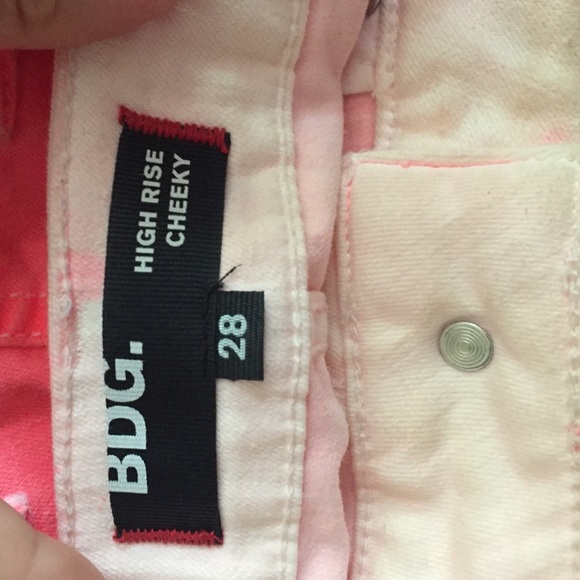 BDG.
HIGH RISE
CHEEKY
28